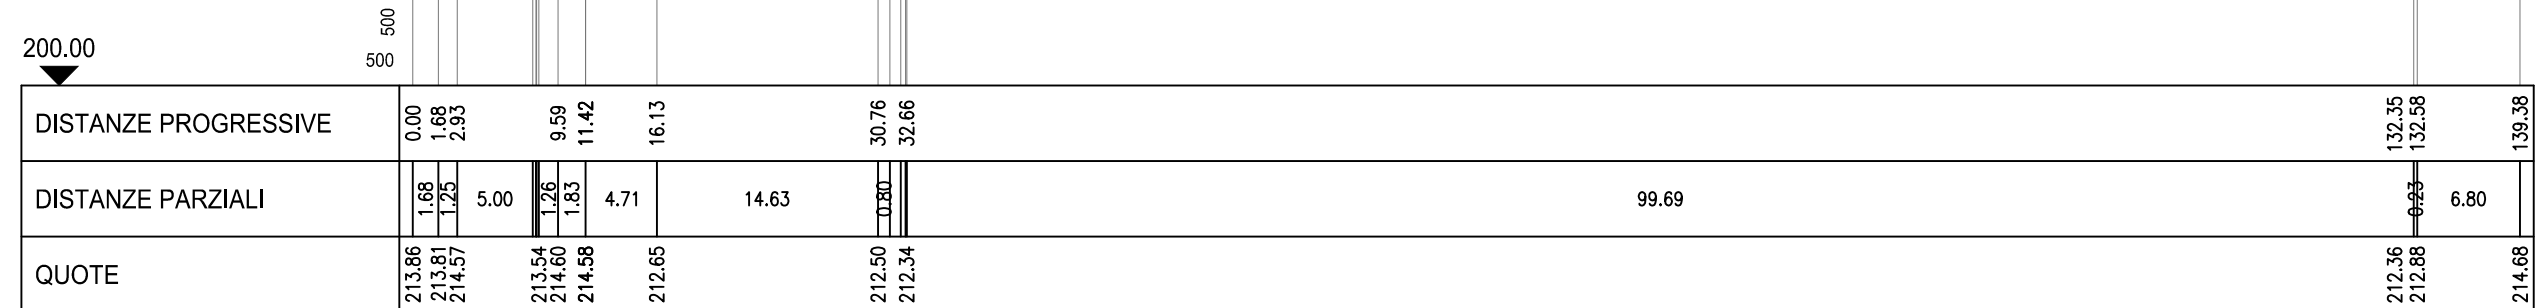 500
200.00
500
DISTANZE PROGRESSIVE 0.00 1.68 2.93 9.59 11.42 16.13 30.76 32.66 132.35 132.58 139.38
DISTANZE PARZIALI 1.68 1.25 5.00 1.26 1.83 4.71 14.63 0.80 99.69 0.23 6.80
QUOTE 213.86 213.81 214.57 213.54 214.60 214.58 212.65 212.50 212.34 212.36 212.88 214.68